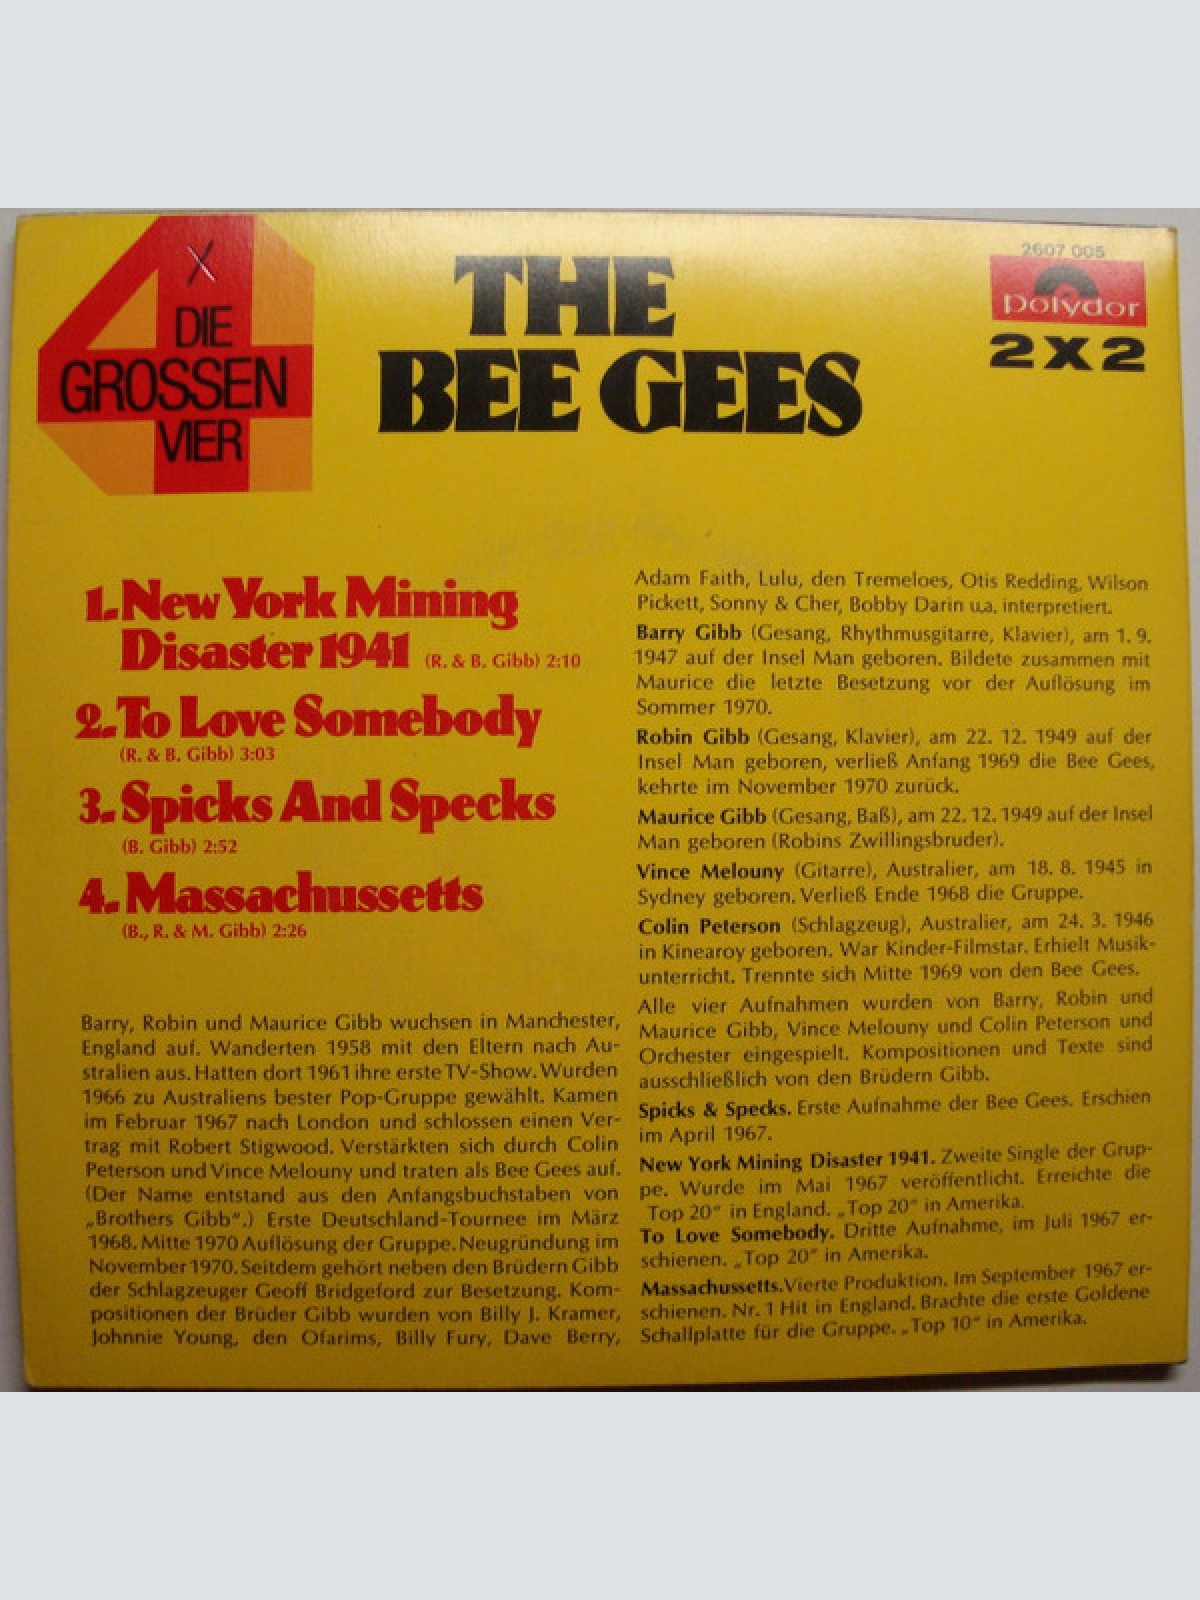 DIE
GROSSEN
VIER
THE
BEE GEES
2607 005
polydor
2X2
1. New York Mining
Disaster 1941 (R. & B. Gibb) 2:10
2. To Love Somebody
(R. & B. Gibb) 3:03
3. Spicks And Specks
(B. Gibb) 2:52
4. Massachussetts
(B., R. & M. Gibb) 2:26
Barry, Robin und Maurice Gibb wuchsen in Manchester,
England auf. Wanderten 1958 mit den Eltern nach Au-
stralien aus. Hatten dort 1961 ihre erste TV-Show. Wurden
1966 zu Australiens bester Pop-Gruppe gewählt. Kamen
im Februar 1967 nach London und schlossen einen Ver-
trag mit Robert Stigwood. Verstärkten sich durch Colin
Peterson und Vince Melouny und traten als Bee Gees auf.
(Der Name entstand aus den Anfangsbuchstaben von
„Brothers Gibb".) Erste Deutschland-Tournee im März
1968. Mitte 1970 Auflösung der Gruppe. Neugründung im
November 1970. Seitdem gehört neben den Brüdern Gibb
der Schlagzeuger Geoff Bridgeford zur Besetzung. Kom-
positionen der Brüder Gibb wurden von Billy J. Kramer,
Johnnie Young, den Ofarims, Billy Fury, Dave Berry,
Adam Faith, Lulu, den Tremeloes, Otis Redding, Wilson
Pickett, Sonny & Cher, Bobby Darin u.a. interpretiert.
Barry Gibb (Gesang, Rhythmusgitarre, Klavier), am 1. 9.
1947 auf der Insel Man geboren. Bildete zusammen mit
Maurice die letzte Besetzung vor der Auflösung im
Sommer 1970.
Robin Gibb (Gesang, Klavier), am 22. 12. 1949 auf der
Insel Man geboren, verließ Anfang 1969 die Bee Gees,
kehrte im November 1970 zurück.
Maurice Gibb (Gesang, Baß), am 22. 12. 1949 auf der Insel
Man geboren (Robins Zwillingsbruder).
Vince Melouny (Gitarre), Australier, am 18. 8. 1945 in
Sydney geboren. Verließ Ende 1968 die Gruppe.
Colin Peterson (Schlagzeug), Australier, am 24. 3. 1946
in Kinearoy geboren. War Kinder-Filmstar. Erhielt Musik-
unterricht. Trennte sich Mitte 1969 von den Bee Gees.
Alle vier Aufnahmen wurden von Barry, Robin und
Maurice Gibb, Vince Melouny und Colin Peterson und
Orchester eingespielt. Kompositionen und Texte sind
ausschließlich von den Brüdern Gibb.
Spicks & Specks. Erste Aufnahme der Bee Gees. Erschien
im April 1967.
New York Mining Disaster 1941. Zweite Single der Grup-
pe. Wurde im Mai 1967 veröffentlicht. Erreichte die
Top 20" in England. „Top 20" in Amerika.
To Love Somebody. Dritte Aufnahme, im Juli 1967 er-
schienen. „Top 20" in Amerika.
Massachussetts. Vierte Produktion. Im September 1967 er-
schienen. Nr. 1 Hit in England. Brachte die erste Goldene
Schallplatte für die Gruppe. „Top 10" in Amerika.